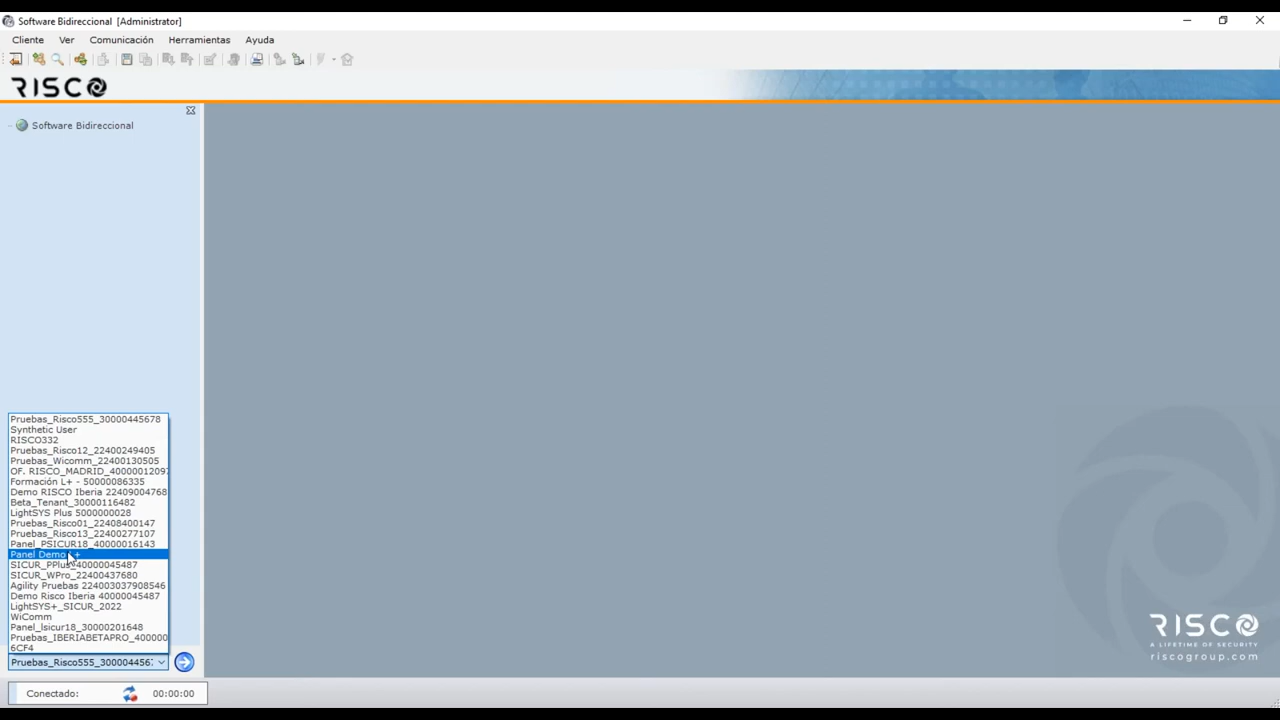 Software Bidireccional [Administrator]
Cliente Ver Comunicación Herramientas Ayuda
RISCO
Software Bidireccional
Pruebas_Risco555_30000445678
Synthetic User
RISCO332
Pruebas_Risco12_22400249405
Pruebas_Wicomm_22400130505
OF. RISCO_MADRID_4000001209
Formación L+ - 50000086335
Demo RISCO Iberia 22409004768
Beta_Tenant_30000116482
LightSYS Plus 5000000028
Pruebas_Risco01_22408400147
Pruebas_Risco13_22400277107
Panel_PSICUR18_40000016143
Panel Demo L+
SICUR_PPlus_40000045487
SICUR_WPro_22400437680
Agility Pruebas 224003037908546
Demo Risco Iberia 40000045487
LightSYS+_SICUR_2022
WiComm
Panel_lsicur18_30000201648
Pruebas_IBERIABETAPRO_400000
6CF4
Pruebas_Risco555_3000044567
Conectado: 00:00:00
RISCO
A LIFETIME OF SECURITY
riscogroup.com